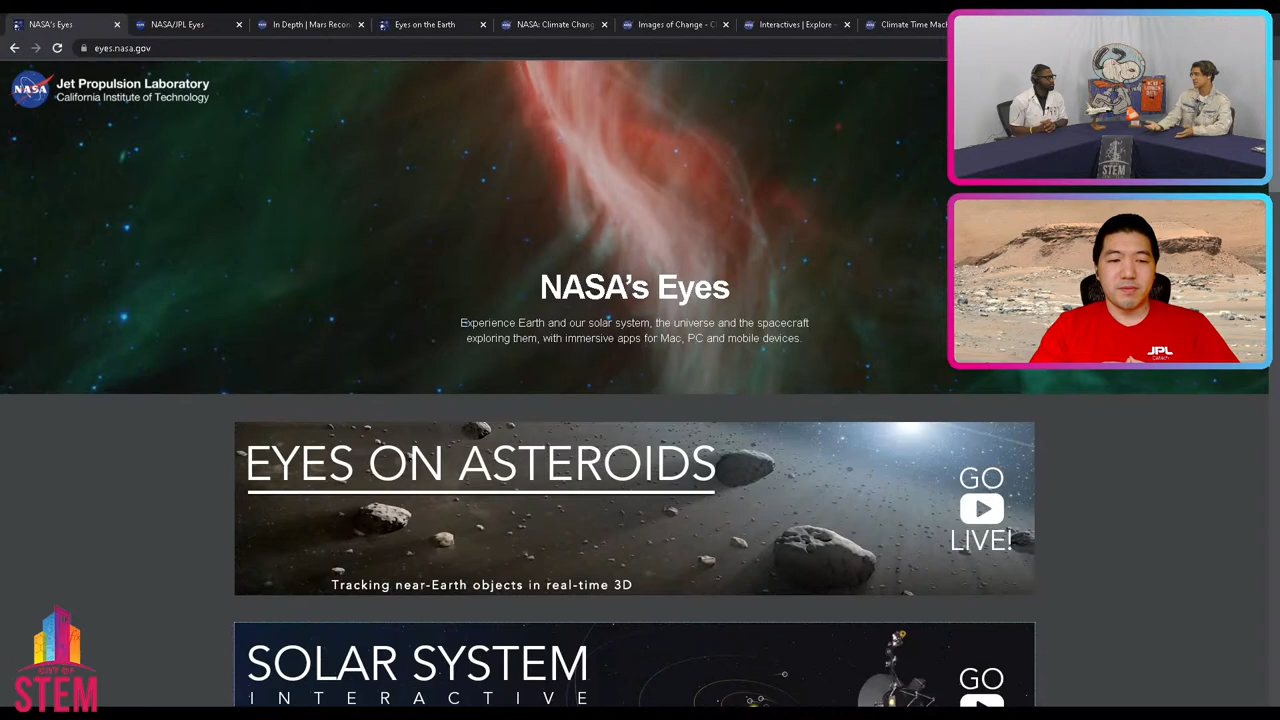 NASA's Eyes
NASA/JPL Eyes
In Depth | Mars Recon
Eyes on the Earth
NASA: Climate Chang
Images of Change - C
Interactives | Explore -
Climate Time Mach
eyes.nasa.gov
NASA
Jet Propulsion Laboratory
California Institute of Technology
STEM
JPL
Caltech
NASA's Eyes
Experience Earth and our solar system, the universe and the spacecraft
exploring them, with immersive apps for Mac, PC and mobile devices.
EYES ON ASTEROIDS
GO
LIVE!
Tracking near-Earth objects in real-time 3D
SOLAR SYSTEM
INTERACTIVE
GO
CITY OF
STEM